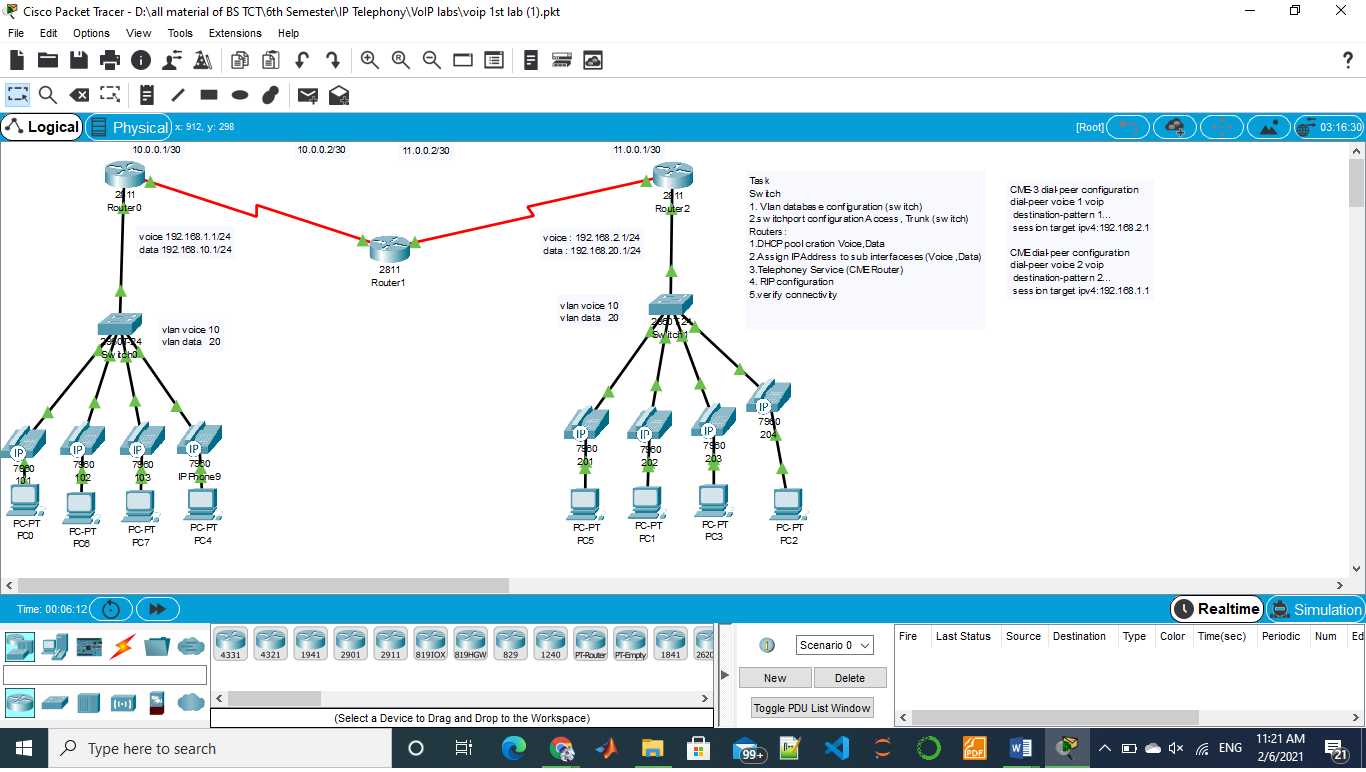 Cisco Packet Tracer - D:\all material of BS TCT\6th Semester\IP Telephony\VoIP labs\voip 1st lab (1).pkt
File Edit Options View Tools Extensions Help
?
Logical Physical x: 912, y: 298 [Root] 03:16:30
10.0.0.1/30 10.0.0.2/30 11.0.0.2/30 11.0.0.1/30
2811
Router0
2811
Router2
2811
Router1
voice 192.168.1.1/24
data 192.168.10.1/24
voice : 192.168.2.1/24
data : 192.168.20.1/24
Task
Switch
1. Vlan database configuration (switch)
2.switchport configuration Access , Trunk (switch)
Routers :
1.DHCP pool cration Voice,Data
2.Assign IPAddress to sub interfaceses (Voice ,Data)
3.Telephoney Service (CME Router)
4. RIP configuration
5.verify connectivity
CME-3 dial-peer configuration
dial-peer voice 1 voip
destination-pattern 1...
session target ipv4:192.168.2.1
CME dial-peer configuration
dial-peer voice 2 voip
destination-pattern 2...
session target ipv4:192.168.1.1
vlan voice 10
vlan data 20
vlan voice 10
vlan data 20
2950T-24
Switch0
2950T-24
Switch1
IP IP IP IP
7960 7960 7960 7960
101 102 103 IP Phone9
IP IP IP IP
7960 7960 7960 7960
201 202 203 204
PC-PT PC-PT PC-PT PC-PT
PC0 PC6 PC7 PC4
PC-PT PC-PT PC-PT PC-PT
PC5 PC1 PC3 PC2
Time: 00:06:12 Realtime Simulation
4331 4321 1941 2901 2911 819IOX 819HGW 829 1240 PT-Router PT-Empty 1841 2620
(Select a Device to Drag and Drop to the Workspace)
Scenario 0
New Delete
Toggle PDU List Window
Fire Last Status Source Destination Type Color Time(sec) Periodic Num Ed
Type here to search
99+
PDF
W
ENG
11:21 AM
2/6/2021
21